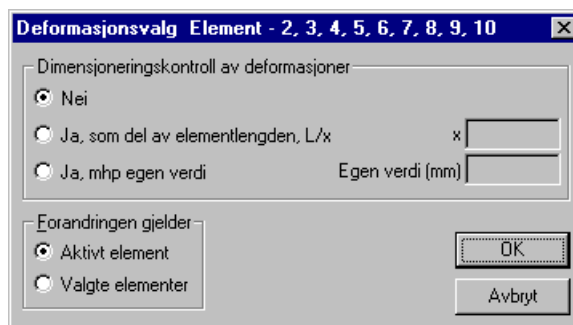 Deformasjonsvalg Element - 2, 3, 4, 5, 6, 7, 8, 9, 10
Dimensjoneringskontroll av deformasjoner
Nei
Ja, som del av elementlengden, L/x x
Ja, mhp egen verdi Egen verdi (mm)
Forandringen gjelder
Aktivt element
Valgte elementer
OK
Avbryt